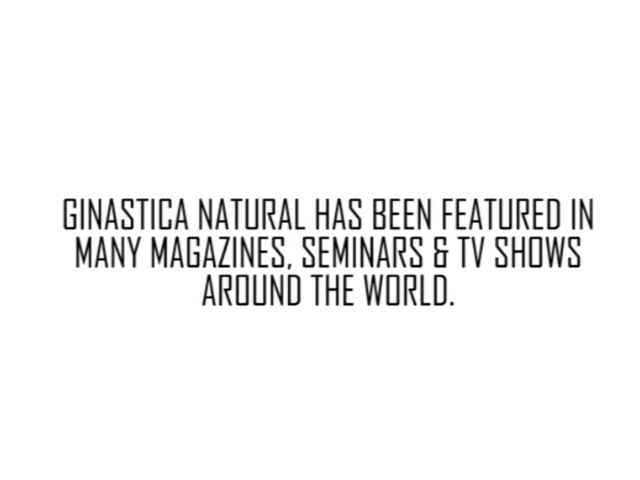 GINASTICA NATURAL HAS BEEN FEATURED IN
MANY MAGAZINES, SEMINARS & TV SHOWS
AROUND THE WORLD.